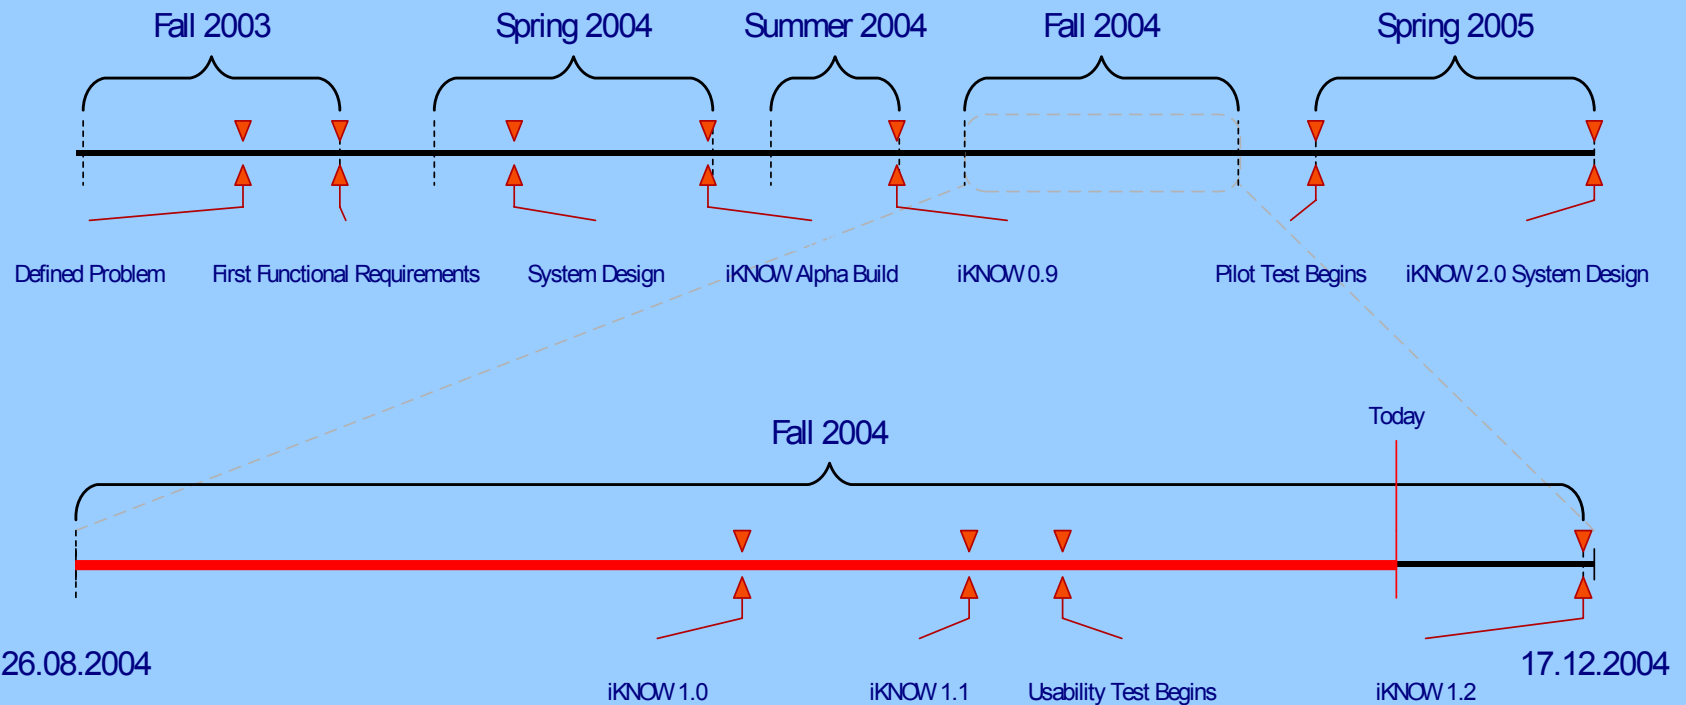 Fall 2003
Spring 2004
Summer 2004
Fall 2004
Spring 2005
Defined Problem
First Functional Requirements
System Design
iKNOW Alpha Build
iKNOW 0.9
Pilot Test Begins
iKNOW 2.0 System Design
Today
Fall 2004
26.08.2004
17.12.2004
iKNOW 1.0
iKNOW 1.1
Usability Test Begins
iKNOW 1.2